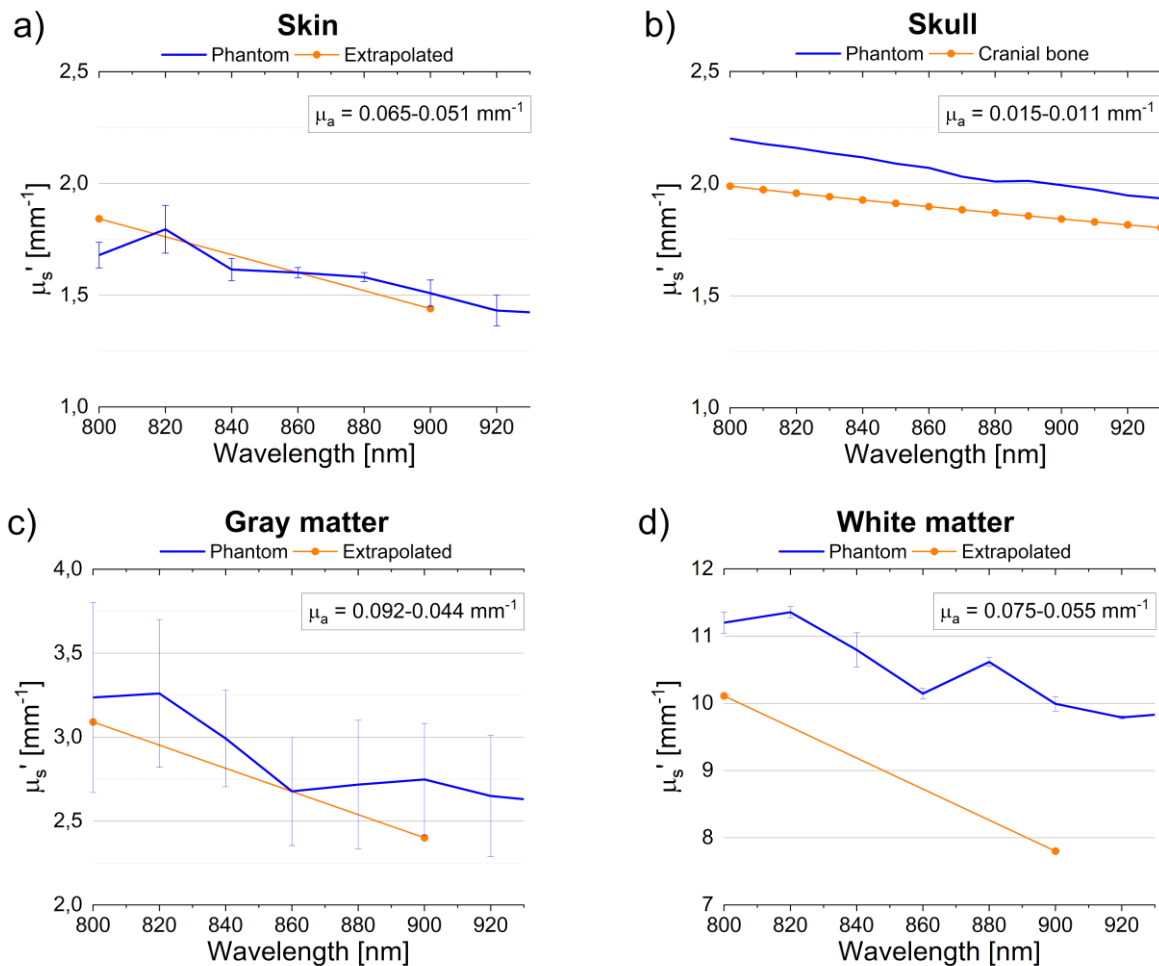 a)
Skin
Phantom Extrapolated
2,5
2,0
1,5
1,0
μs' [mm-1]
μa = 0.065-0.051 mm-1
800 820 840 860 880 900 920
Wavelength [nm]
b)
Skull
Phantom Cranial bone
2,5
2,0
1,5
1,0
μs' [mm-1]
μa = 0.015-0.011 mm-1
800 820 840 860 880 900 920
Wavelength [nm]
c)
Gray matter
Phantom Extrapolated
4,0
3,5
3,0
2,5
2,0
μs' [mm-1]
μa = 0.092-0.044 mm-1
800 820 840 860 880 900 920
Wavelength [nm]
d)
White matter
Phantom Extrapolated
12
11
10
9
8
7
μs' [mm-1]
μa = 0.075-0.055 mm-1
800 820 840 860 880 900 920
Wavelength [nm]